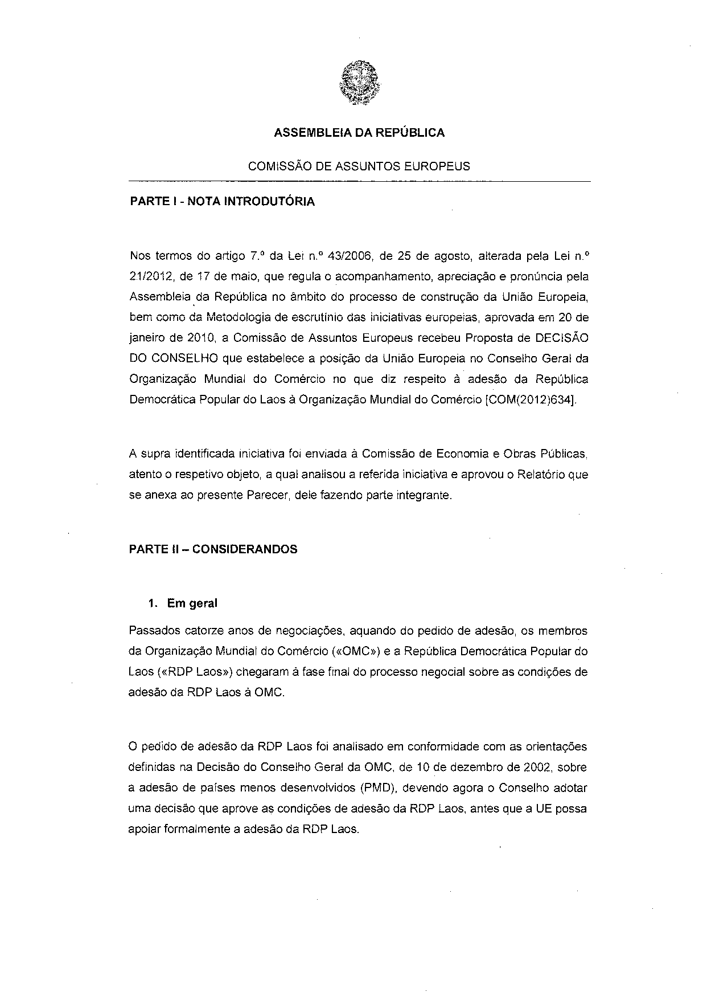 ASSEMBLEIA DA REPÚBLICA
COMISSÃO DE ASSUNTOS EUROPEUS
PARTE I - NOTA INTRODUTÓRIA
Nos termos do artigo 7.º da Lei n.º 43/2006, de 25 de agosto, alterada pela Lei n.º
21/2012, de 17 de maio, que regula o acompanhamento, apreciação e pronúncia pela
Assembleia da República no âmbito do processo de construção da União Europeia,
bem como da Metodologia de escrutínio das iniciativas europeias, aprovada em 20 de
janeiro de 2010, a Comissão de Assuntos Europeus recebeu Proposta de DECISÃO
DO CONSELHO que estabelece a posição da União Europeia no Conselho Geral da
Organização Mundial do Comércio no que diz respeito à adesão da República
Democrática Popular do Laos à Organização Mundial do Comércio [COM(2012)634].
A supra identificada iniciativa foi enviada à Comissão de Economia e Obras Públicas,
atento o respetivo objeto, a qual analisou a referida iniciativa e aprovou o Relatório que
se anexa ao presente Parecer, dele fazendo parte integrante.
PARTE II – CONSIDERANDOS
1. Em geral
Passados catorze anos de negociações, aquando do pedido de adesão, os membros
da Organização Mundial do Comércio («OMC») e a República Democrática Popular do
Laos («RDP Laos») chegaram à fase final do processo negocial sobre as condições de
adesão da RDP Laos à OMC.
O pedido de adesão da RDP Laos foi analisado em conformidade com as orientações
definidas na Decisão do Conselho Geral da OMC, de 10 de dezembro de 2002, sobre
a adesão de países menos desenvolvidos (PMD), devendo agora o Conselho adotar
uma decisão que aprove as condições de adesão da RDP Laos, antes que a UE possa
apoiar formalmente a adesão da RDP Laos.